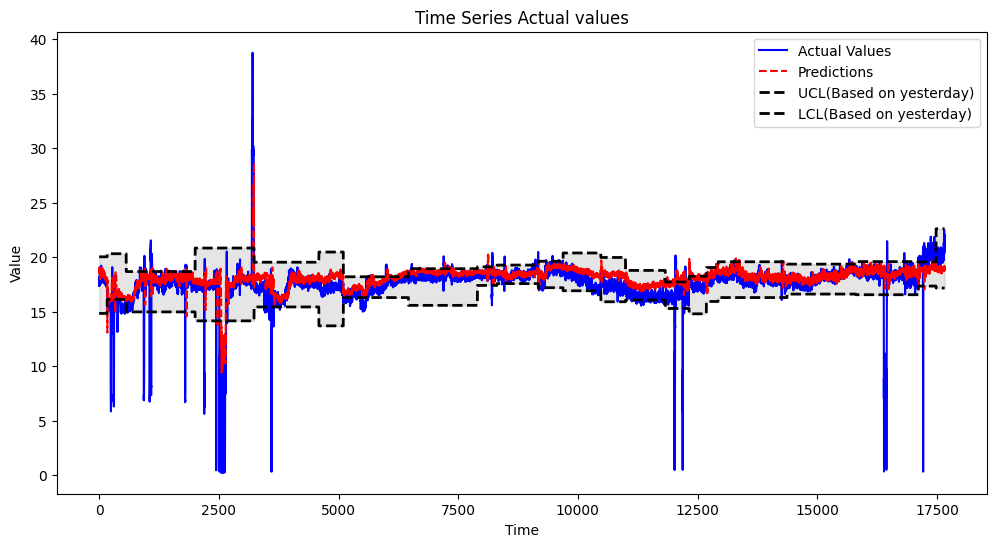 Time Series Actual values
Value
40
35
30
25
20
15
10
5
0
Actual Values
Predictions
UCL(Based on yesterday)
LCL(Based on yesterday)
0
2500
5000
7500
10000
12500
15000
17500
Time